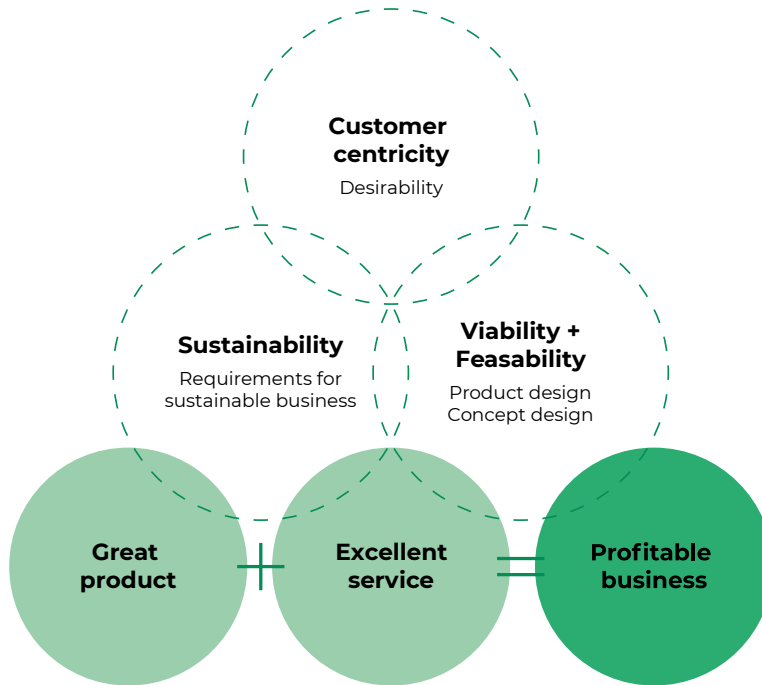 Customer
centricity
Desirability
Sustainability
Requirements for
sustainable business
Viability +
Feasability
Product design
Concept design
Great
product
+
Excellent
service
=
Profitable
business